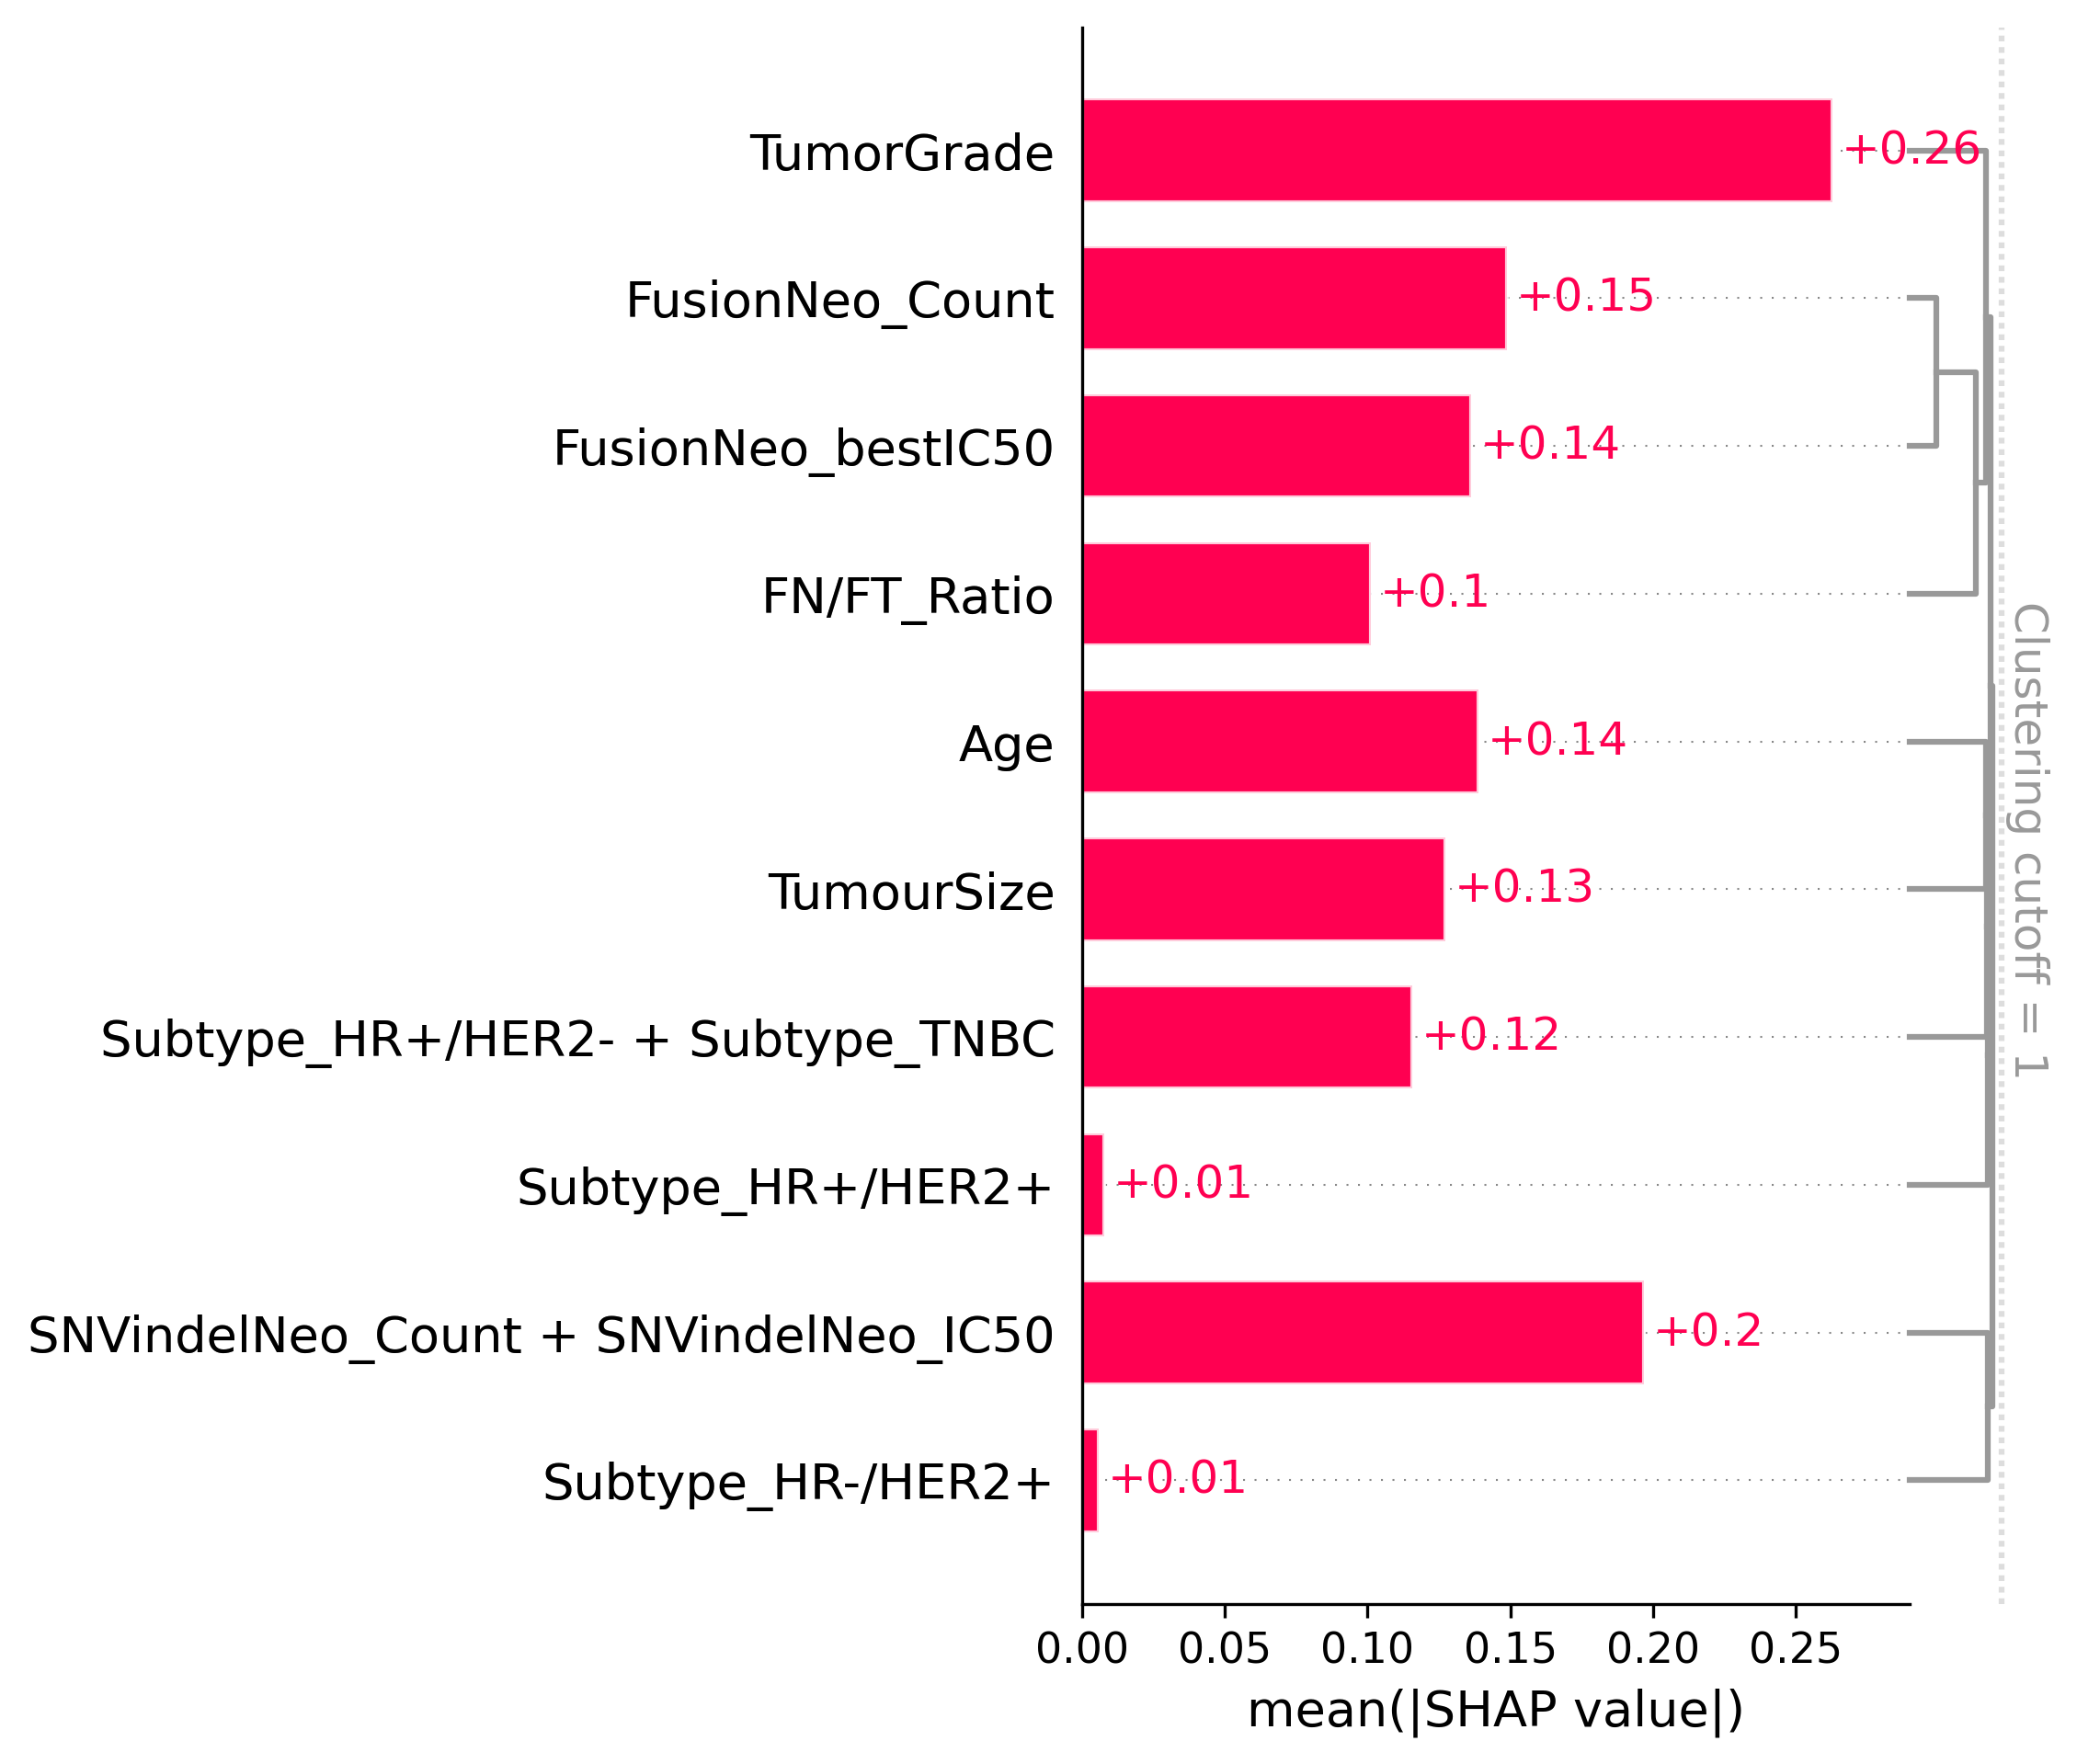 TumorGrade +0.26
FusionNeo_Count +0.15
FusionNeo_bestIC50 +0.14
FN/FT_Ratio +0.1
Age +0.14
TumourSize +0.13
Subtype_HR+/HER2- + Subtype_TNBC +0.12
Subtype_HR+/HER2+ +0.01
SNVindelNeo_Count + SNVindelNeo_IC50 +0.2
Subtype_HR-/HER2+ +0.01
Clustering cutoff = 1
0.00 0.05 0.10 0.15 0.20 0.25
mean(|SHAP value|)